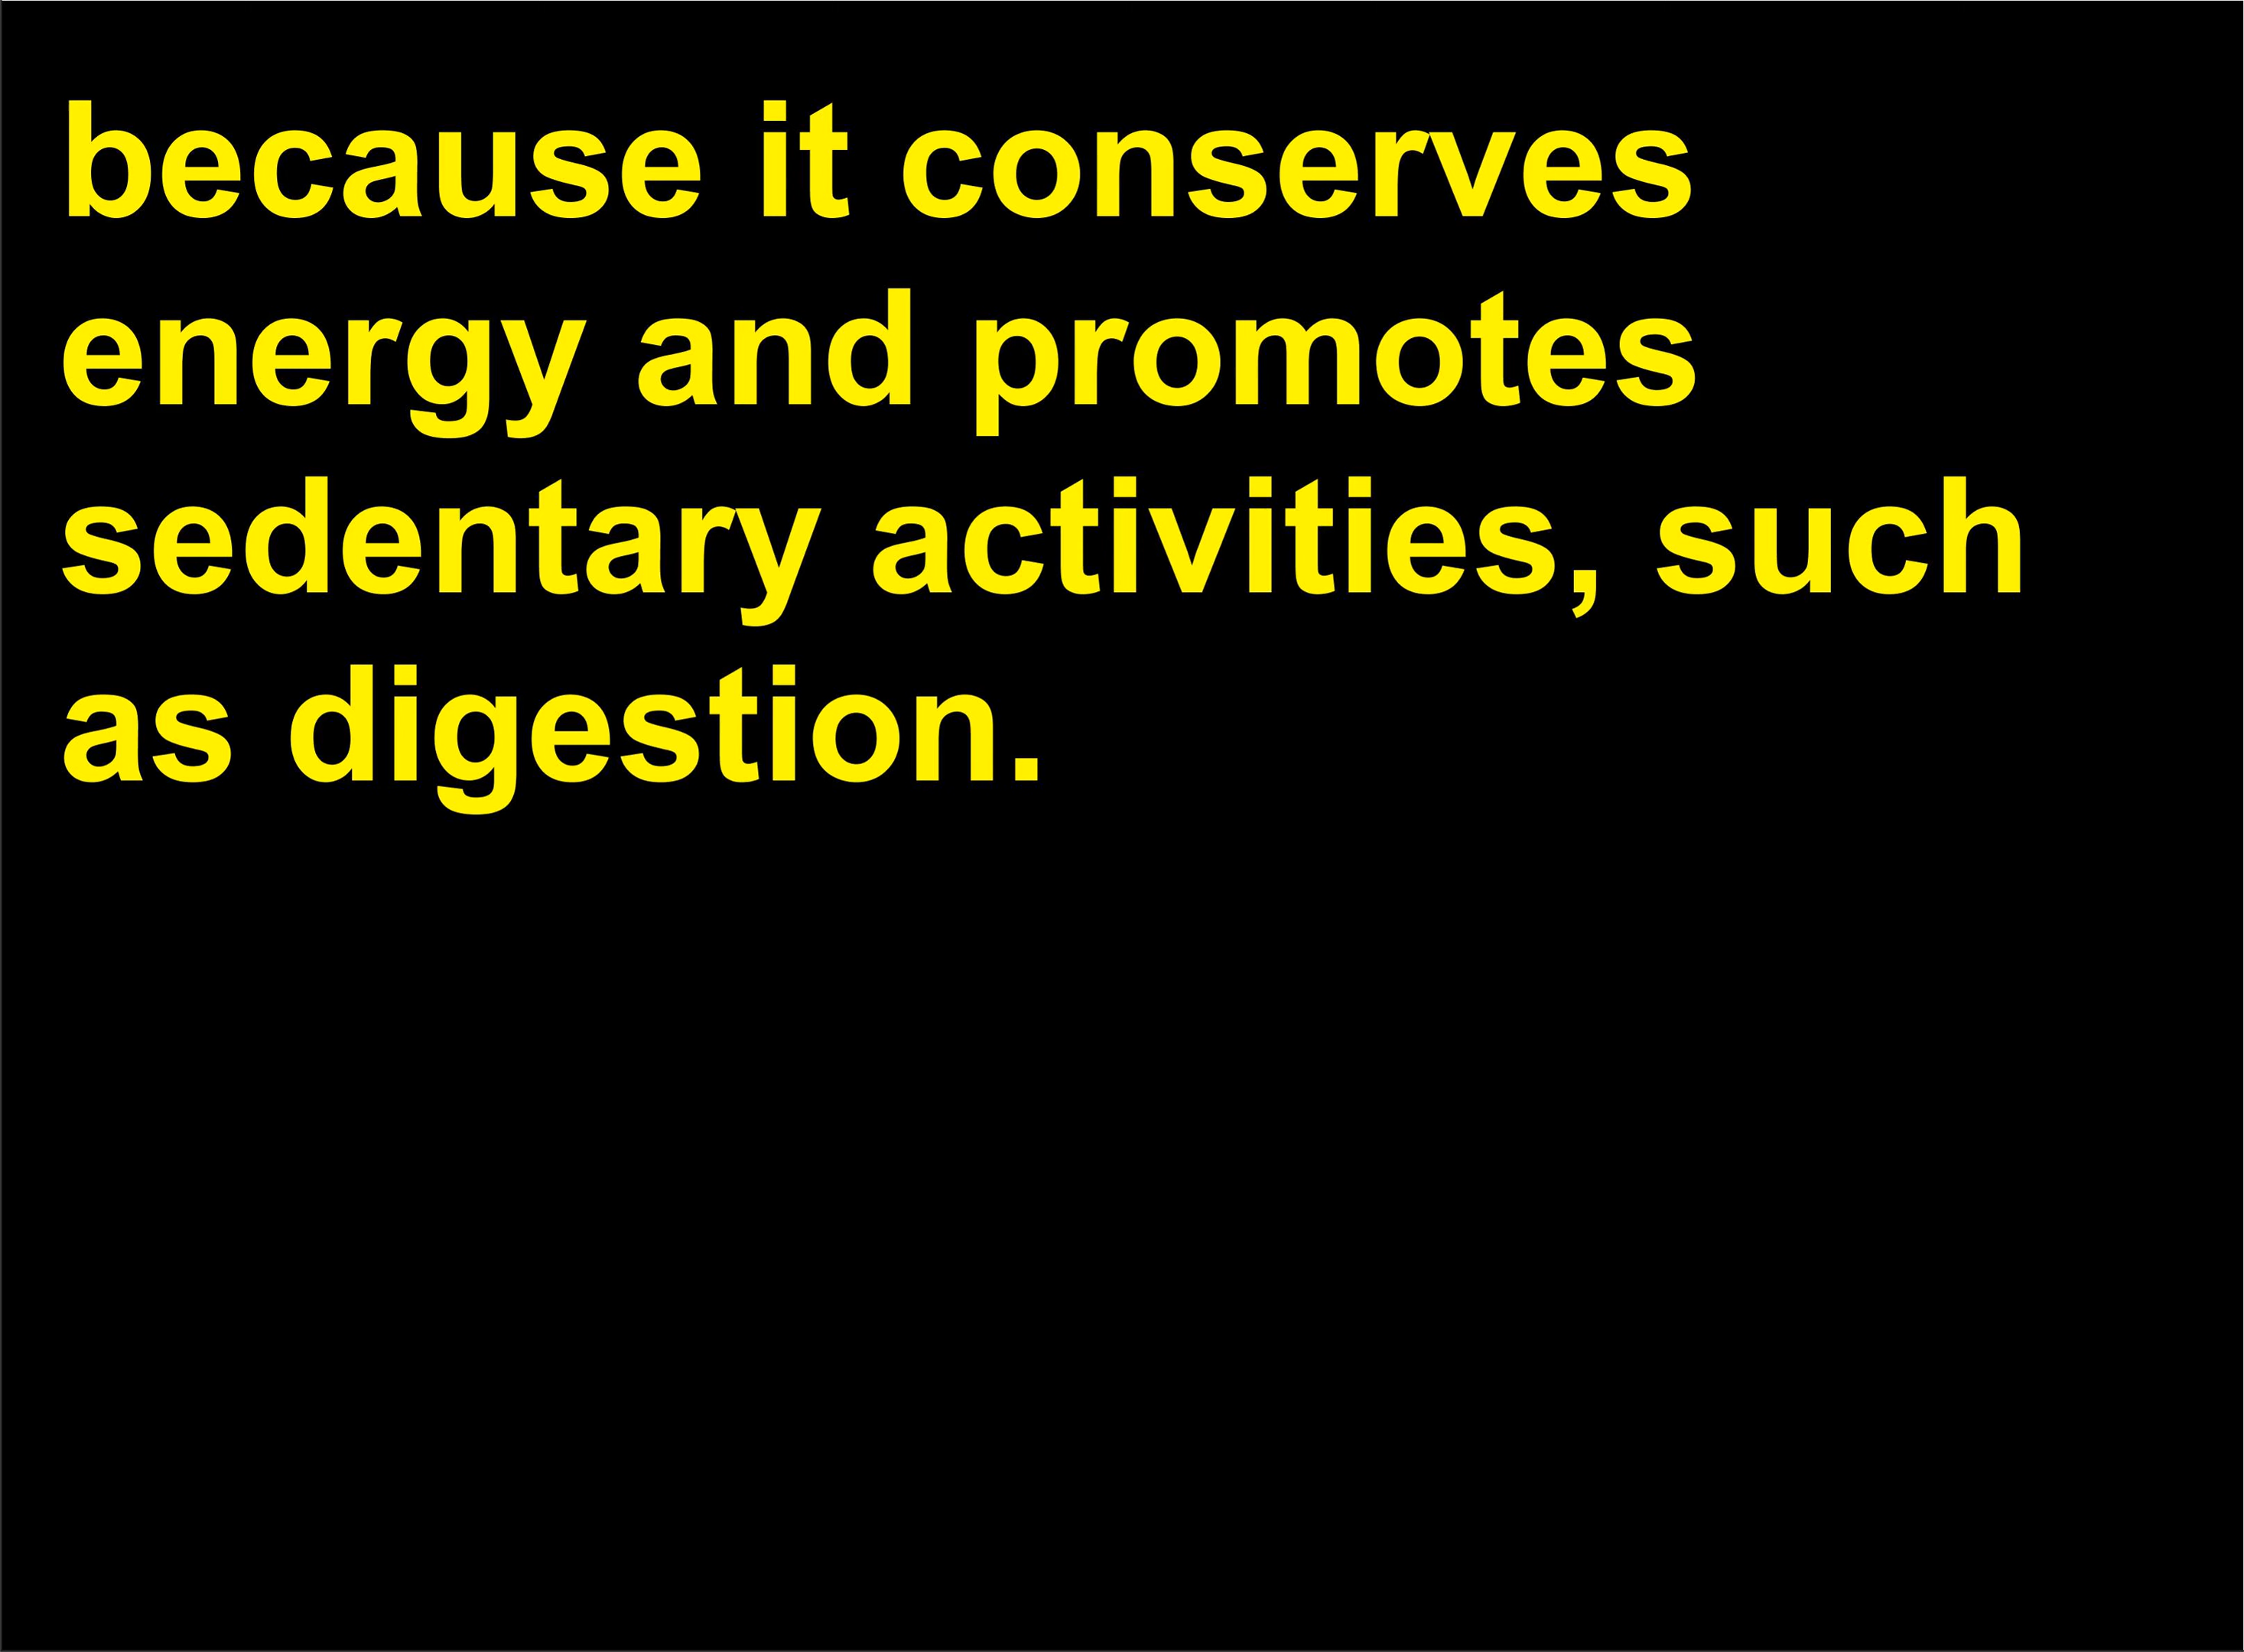 because it conserves
energy and promotes
sedentary activities, such
as digestion.